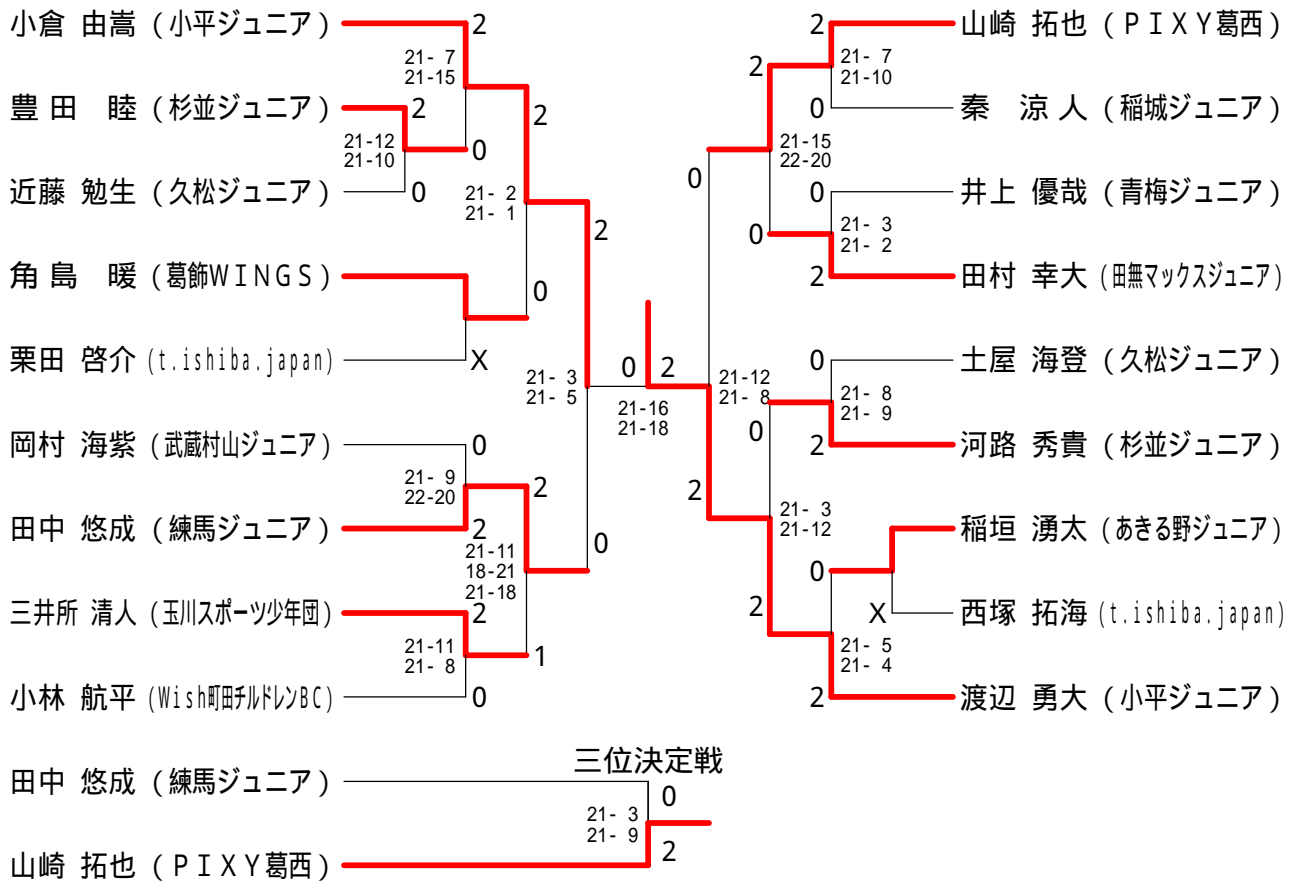 小倉 由嵩 (小平ジュニア)
2
21- 7
21-15
豊 田 睦 (杉並ジュニア)
2
2
21-12
21-10
0
近藤 勉生 (久松ジュニア)
0
21- 2
21- 1
2
角 島 暖 (葛飾WINGS)
0
栗田 啓介 (t.ishiba.japan)
X
21- 3
21- 5
岡村 海紫 (武蔵村山ジュニア)
0
21- 9
22-20
2
田中 悠成 (練馬ジュニア)
2
0
21-11
18-21
21-18
三井所 清人 (玉川スポーツ少年団)
2
21-11
21- 8
1
小林 航平 (Wish町田チルドレンBC)
0
0
2
21-16
21-18
2
山崎 拓也 (PIXY葛西)
2
21- 7
21-10
0
秦 涼 人 (稲城ジュニア)
21-15
22-20
0
0
井上 優哉 (青梅ジュニア)
0
21- 3
21- 2
2
田村 幸大 (田無マックスジュニア)
0
土屋 海登 (久松ジュニア)
21-12
21- 8
21- 8
21- 9
0
2
河路 秀貴 (杉並ジュニア)
2
21- 3
21-12
稲垣 湧太 (あきる野ジュニア)
0
X
西塚 拓海 (t.ishiba.japan)
2
21- 5
21- 4
2
渡辺 勇大 (小平ジュニア)
三位決定戦
田中 悠成 (練馬ジュニア)
0
21- 3
21- 9
2
山崎 拓也 (PIXY葛西)